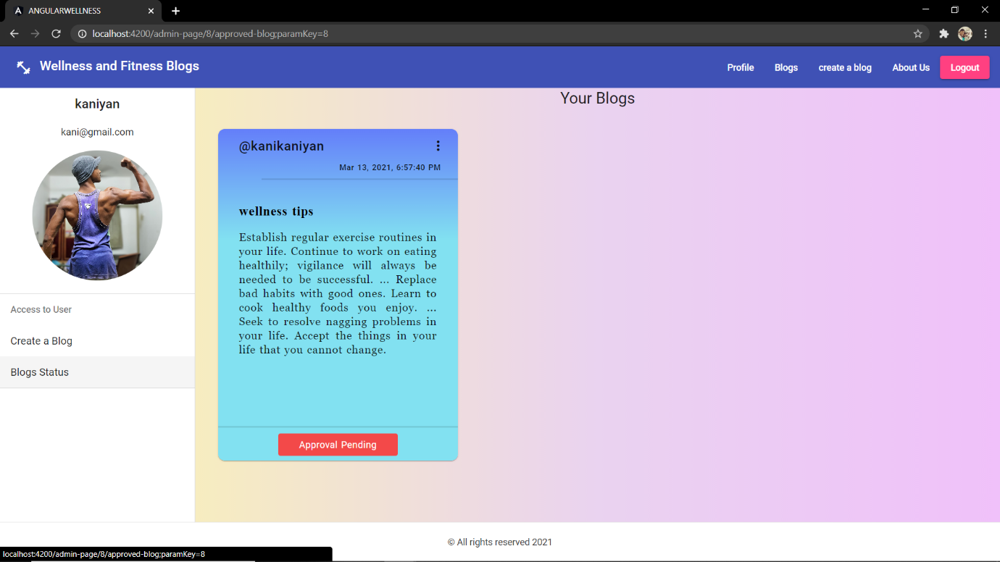 ANGULARWELLNESS
localhost:4200/admin-page/8/approved-blog;paramKey=8
Wellness and Fitness Blogs
Profile
Blogs
create a blog
About Us
Logout
kaniyan
kani@gmail.com
Access to User
Create a Blog
Blogs Status
Your Blogs
@kanikaniyan
Mar 13, 2021, 6:57:40 PM
wellness tips
Establish regular exercise routines in
your life. Continue to work on eating
healthily; vigilance will always be
needed to be successful. ... Replace
bad habits with good ones. Learn to
cook healthy foods you enjoy. ...
Seek to resolve nagging problems in
your life. Accept the things in your
life that you cannot change.
Approval Pending
© All rights reserved 2021
localhost:4200/admin-page/8/approved-blog;paramKey=8